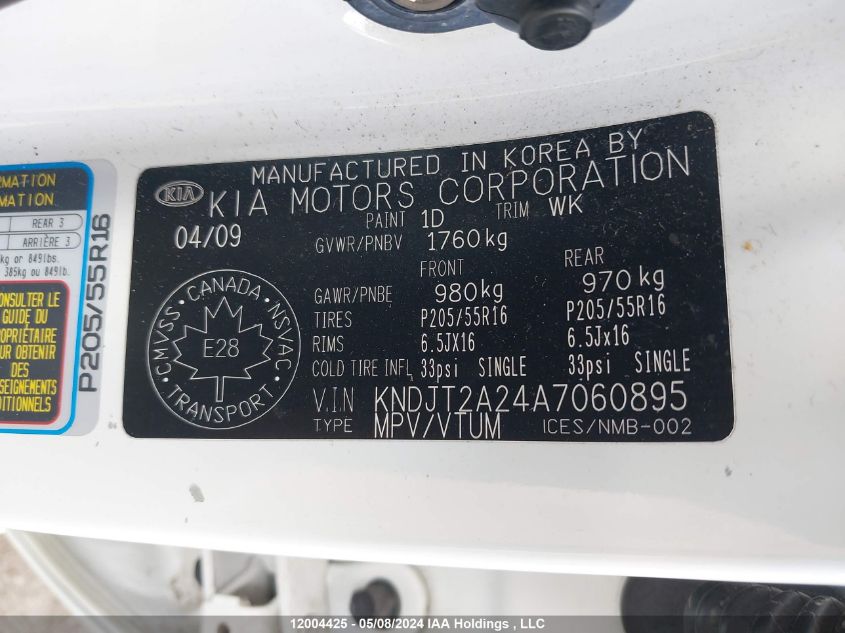 RMATION
MATION
REAR 3
ARRIÈRE 3
kg or 849lbs.
385kg ou 849lb.
CONSULTER LE
GUIDE DU
OPRIÉTAIRE
UR OBTENIR
DES
SEIGNEMENTS
DITIONNELS
P205/55R16
MANUFACTURED IN KOREA BY
KIA KIA MOTORS CORPORATION
PAINT 1D TRIM WK
04/09 GVWR/PNBV 1760kg
FRONT REAR
GAWR/PNBE 980kg 970kg
TIRES P205/55R16 P205/55R16
RIMS 6.5JX16 6.5Jx16
COLD TIRE INFL 33psi SINGLE 33psi SINGLE
V.I.N KNDJT2A24A7060895
TYPE MPV/VTUM ICES/NMB-002
CMVSS · CANADA · NSVAC ·
E28
TRANSPORT
12004425 - 05/08/2024 IAA Holdings , LLC